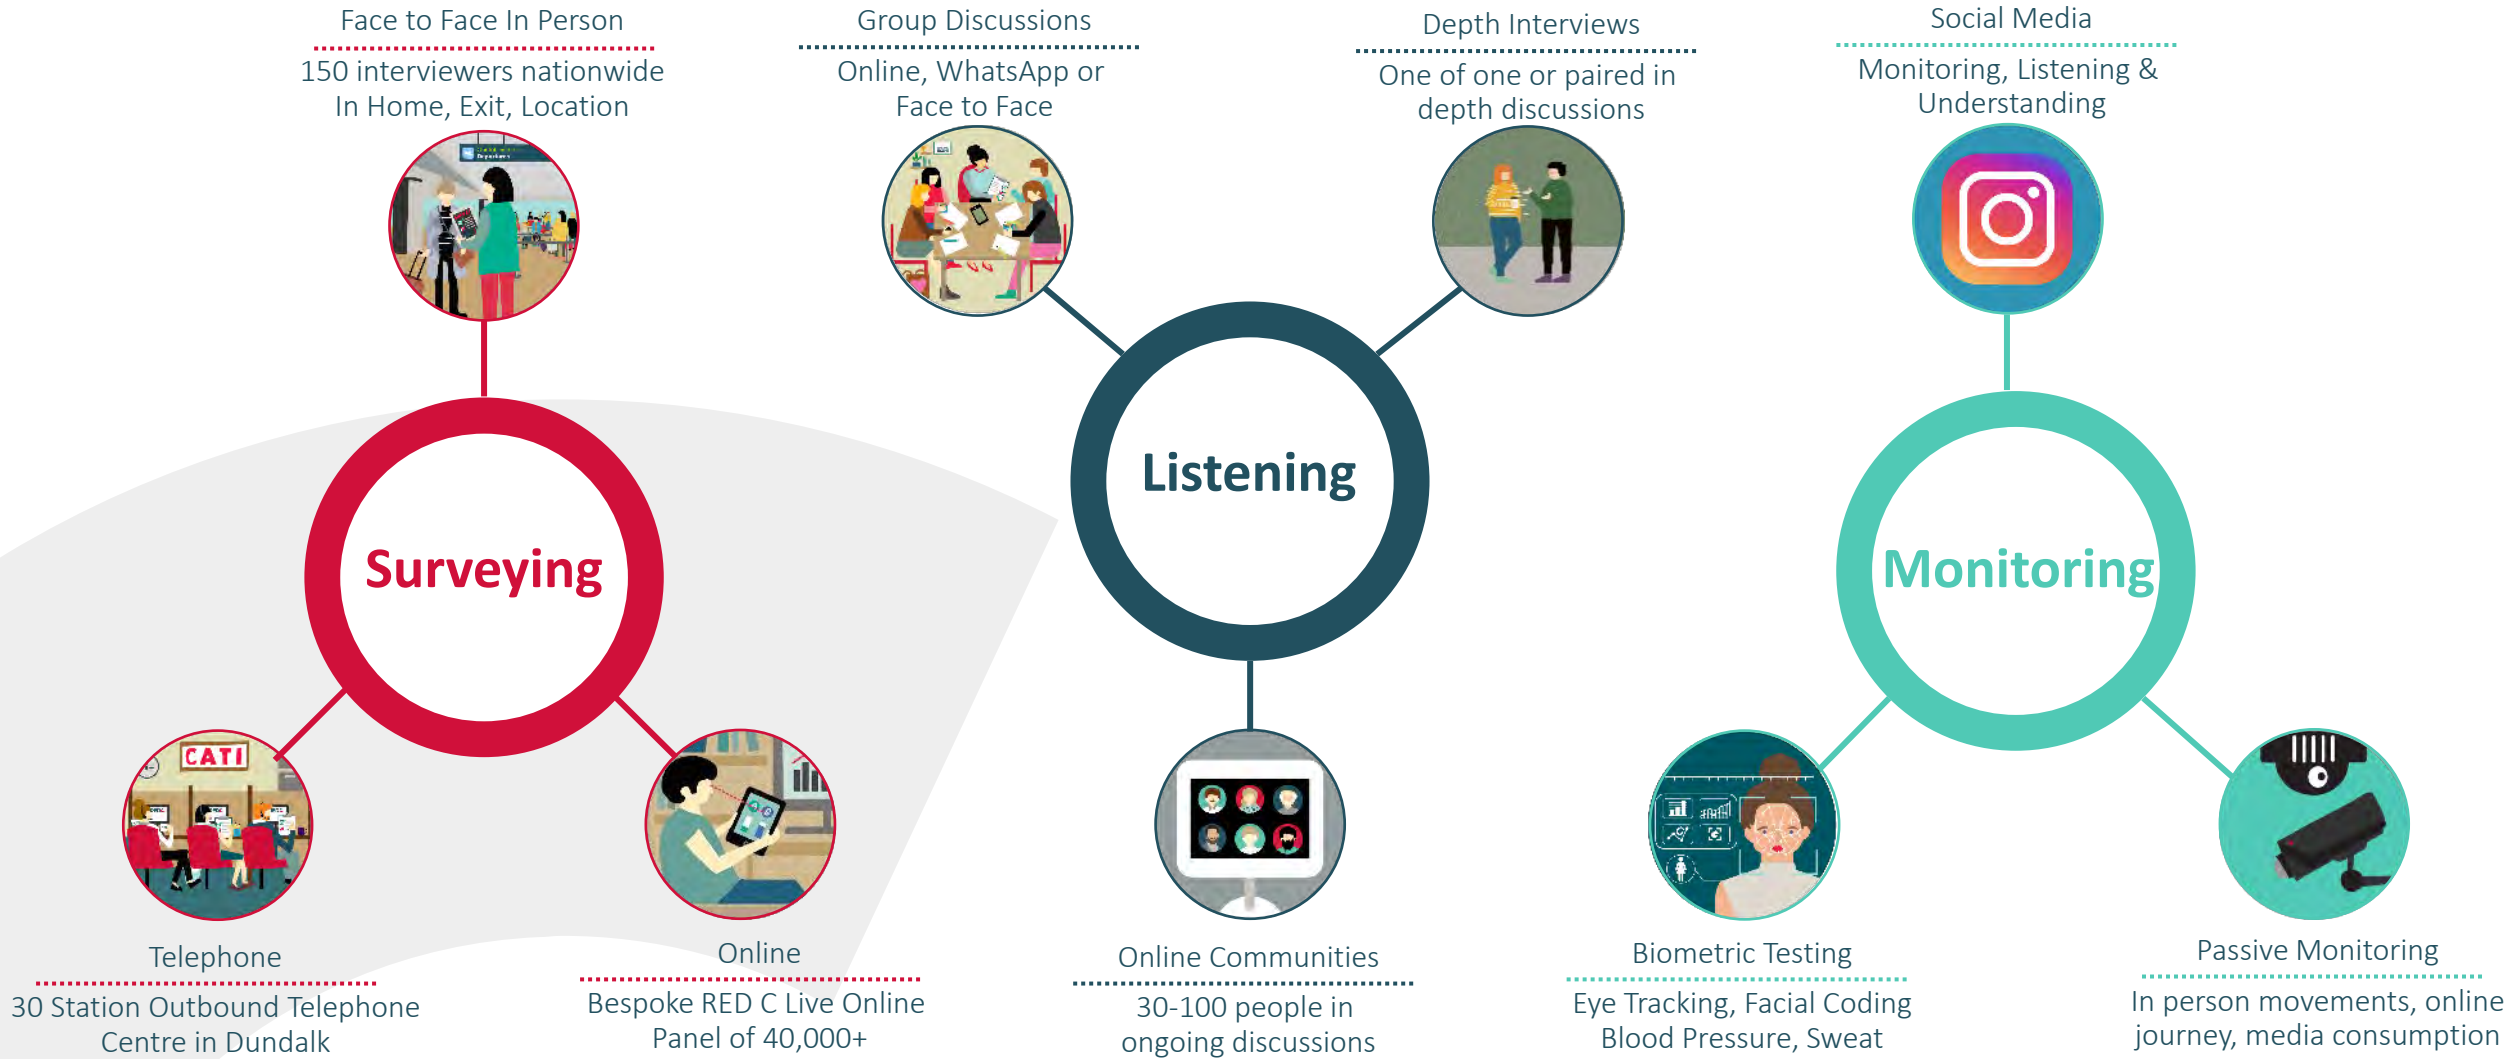 Face to Face In Person
150 interviewers nationwide
In Home, Exit, Location
Group Discussions
Online, WhatsApp or
Face to Face
Depth Interviews
One of one or paired in
depth discussions
Social Media
Monitoring, Listening &
Understanding
Departures
Surveying
Listening
Monitoring
CATI
Telephone
30 Station Outbound Telephone
Centre in Dundalk
Online
Bespoke RED C Live Online
Panel of 40,000+
Online Communities
30-100 people in
ongoing discussions
Biometric Testing
Eye Tracking, Facial Coding
Blood Pressure, Sweat
Passive Monitoring
In person movements, online
journey, media consumption